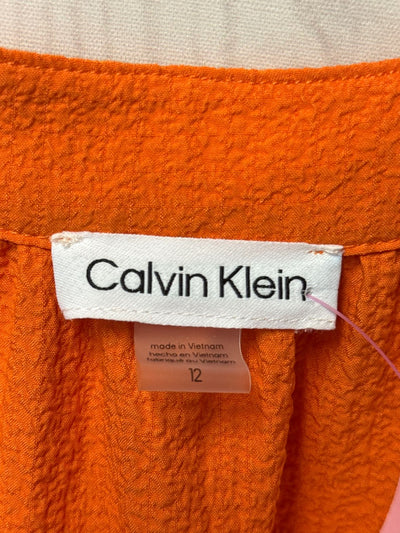 Calvin Klein
made in Vietnam
hecho en Vietnam
fabriqué au Vietnam
12